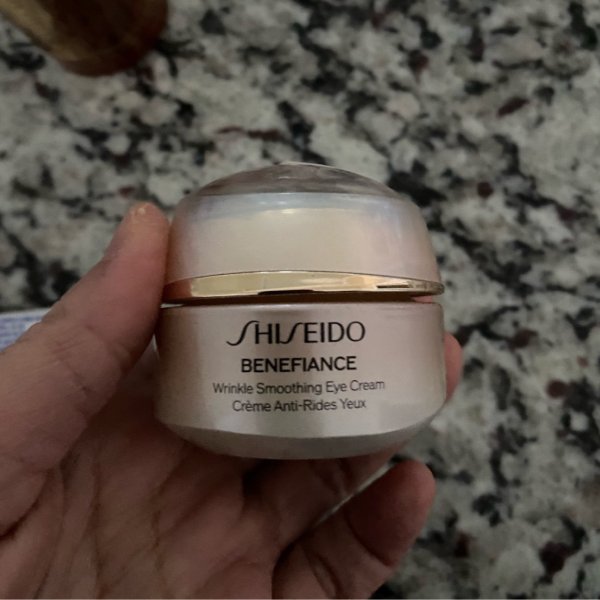 SHISEIDO
BENEFIANCE
Wrinkle Smoothing Eye Cream
Crème Anti-Rides Yeux